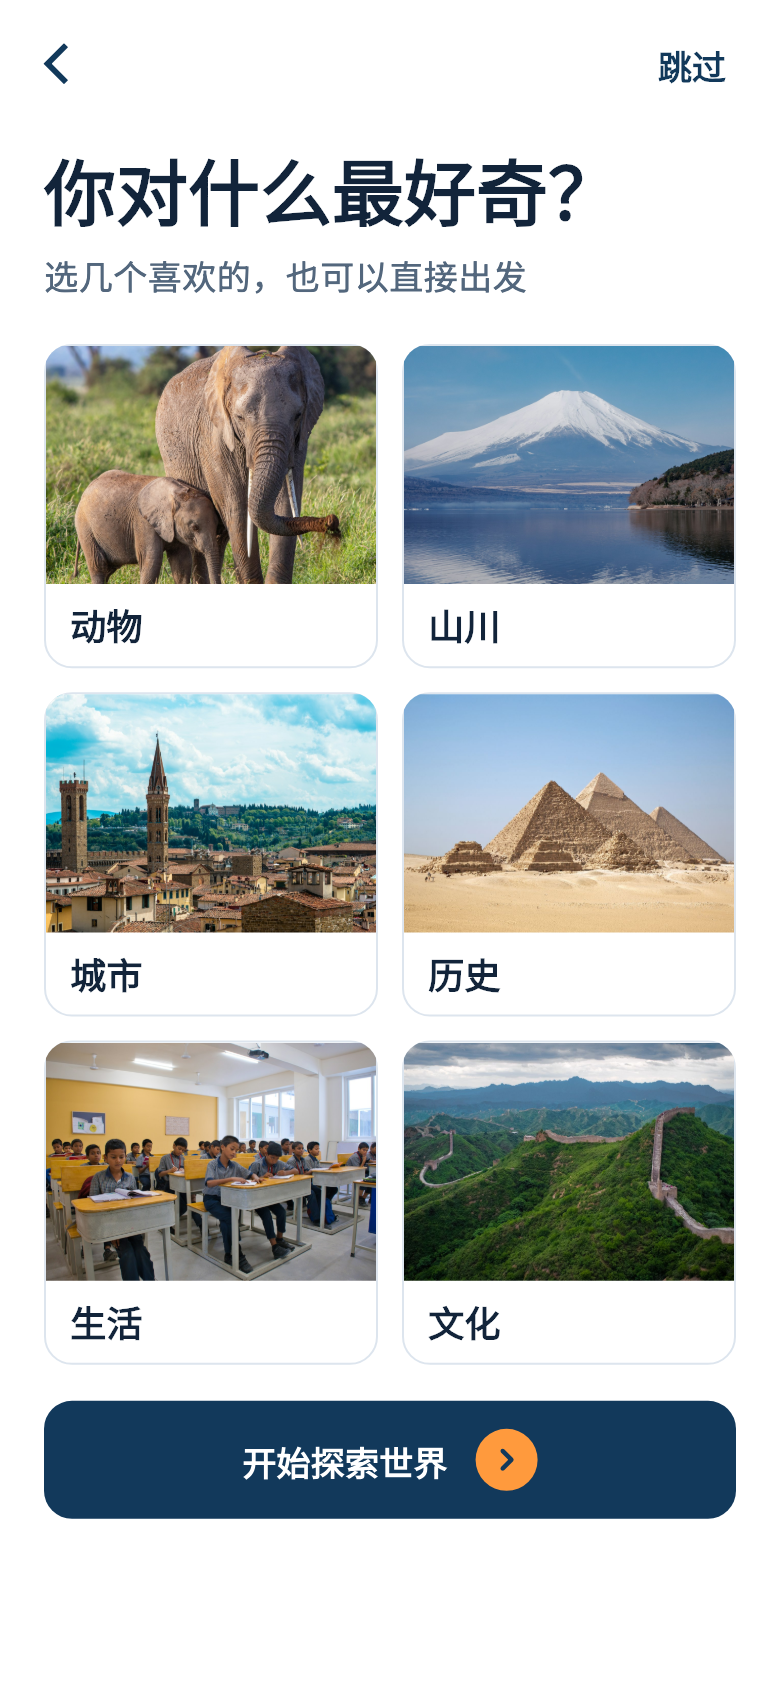 跳过
你对什么最好奇？
选几个喜欢的，也可以直接出发
动物
山川
城市
历史
生活
文化
开始探索世界